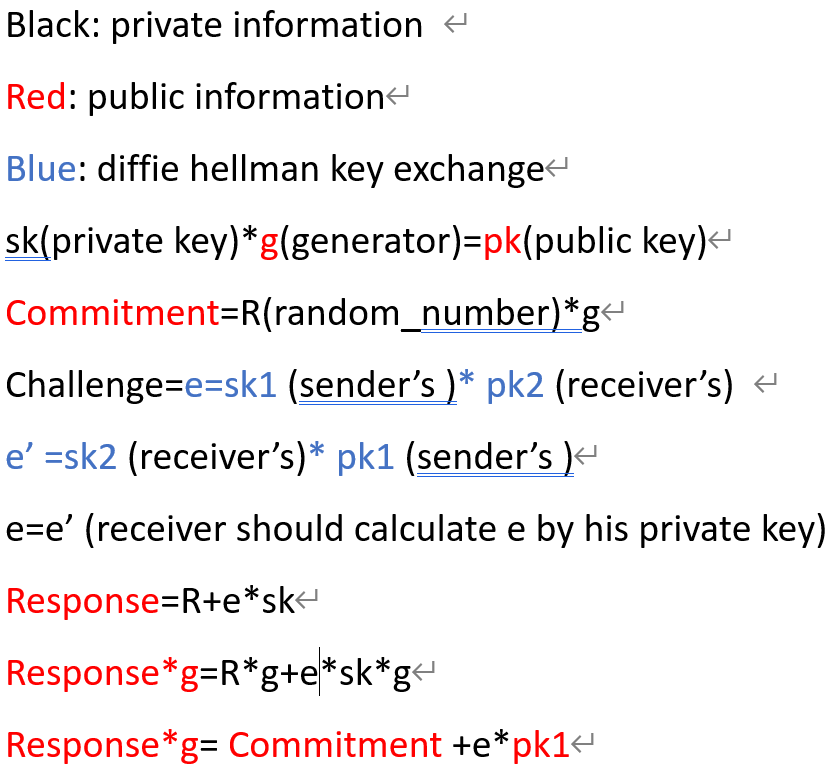 Black: private information
Red: public information
Blue: diffie hellman key exchange
sk(private key)*g(generator)=pk(public key)
Commitment=R(random_number)*g
Challenge=e=sk1 (sender’s )* pk2 (receiver’s)
e’ =sk2 (receiver’s)* pk1 (sender’s )
e=e’ (receiver should calculate e by his private key)
Response=R+e*sk
Response*g=R*g+e*sk*g
Response*g= Commitment +e*pk1